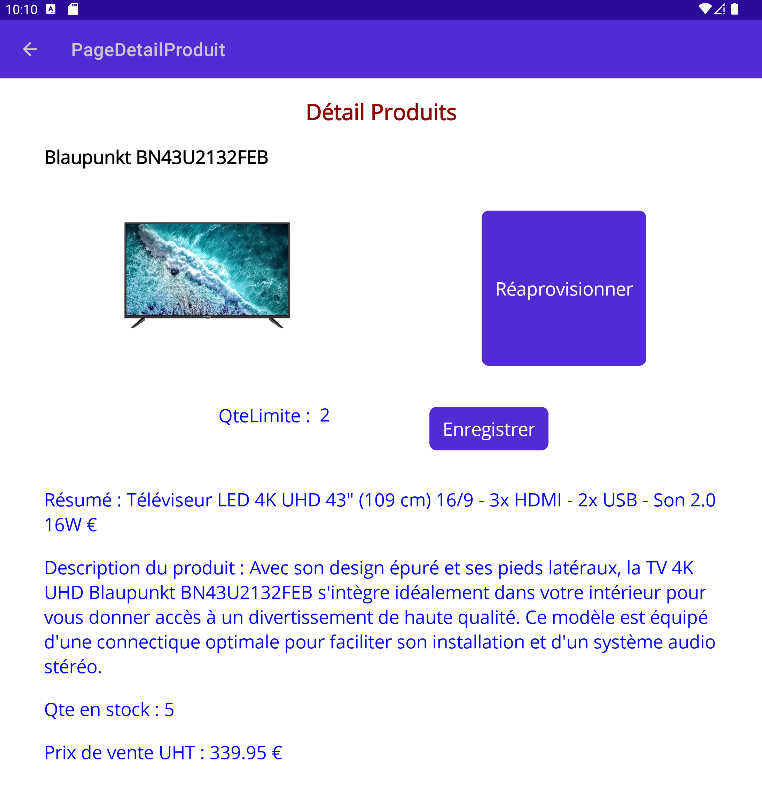 10:10
PageDetailProduit
Détail Produits
Blaupunkt BN43U2132FEB
Réaprovisionner
QteLimite : 2
Enregistrer
Résumé : Téléviseur LED 4K UHD 43" (109 cm) 16/9 - 3x HDMI - 2x USB - Son 2.0
16W €
Description du produit : Avec son design épuré et ses pieds latéraux, la TV 4K
UHD Blaupunkt BN43U2132FEB s'intègre idéalement dans votre intérieur pour
vous donner accès à un divertissement de haute qualité. Ce modèle est équipé
d'une connectique optimale pour faciliter son installation et d'un système audio
stéréo.
Qte en stock : 5
Prix de vente UHT : 339.95 €